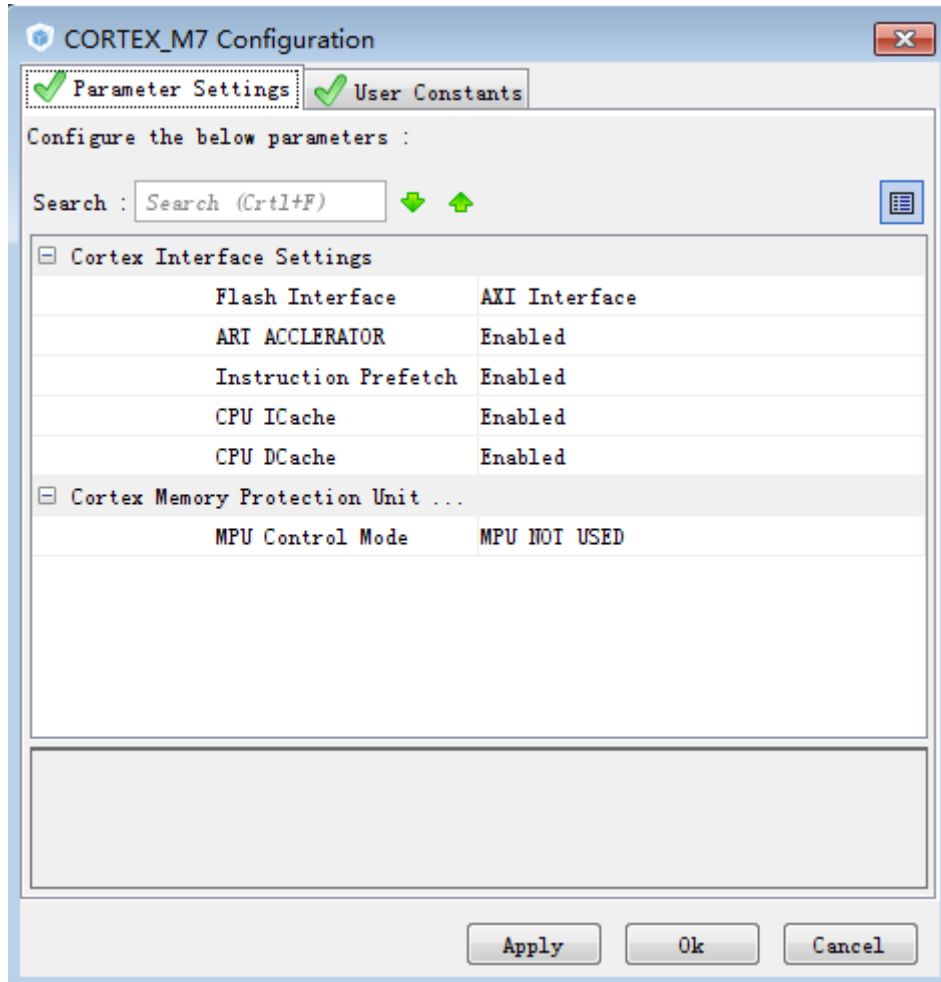 CORTEX_M7 Configuration
Parameter Settings User Constants
Configure the below parameters :
Search : Search (Crtl+F)
Cortex Interface Settings
Flash Interface AXI Interface
ART ACCLERATOR Enabled
Instruction Prefetch Enabled
CPU ICache Enabled
CPU DCache Enabled
Cortex Memory Protection Unit ...
MPU Control Mode MPU NOT USED
Apply Ok Cancel